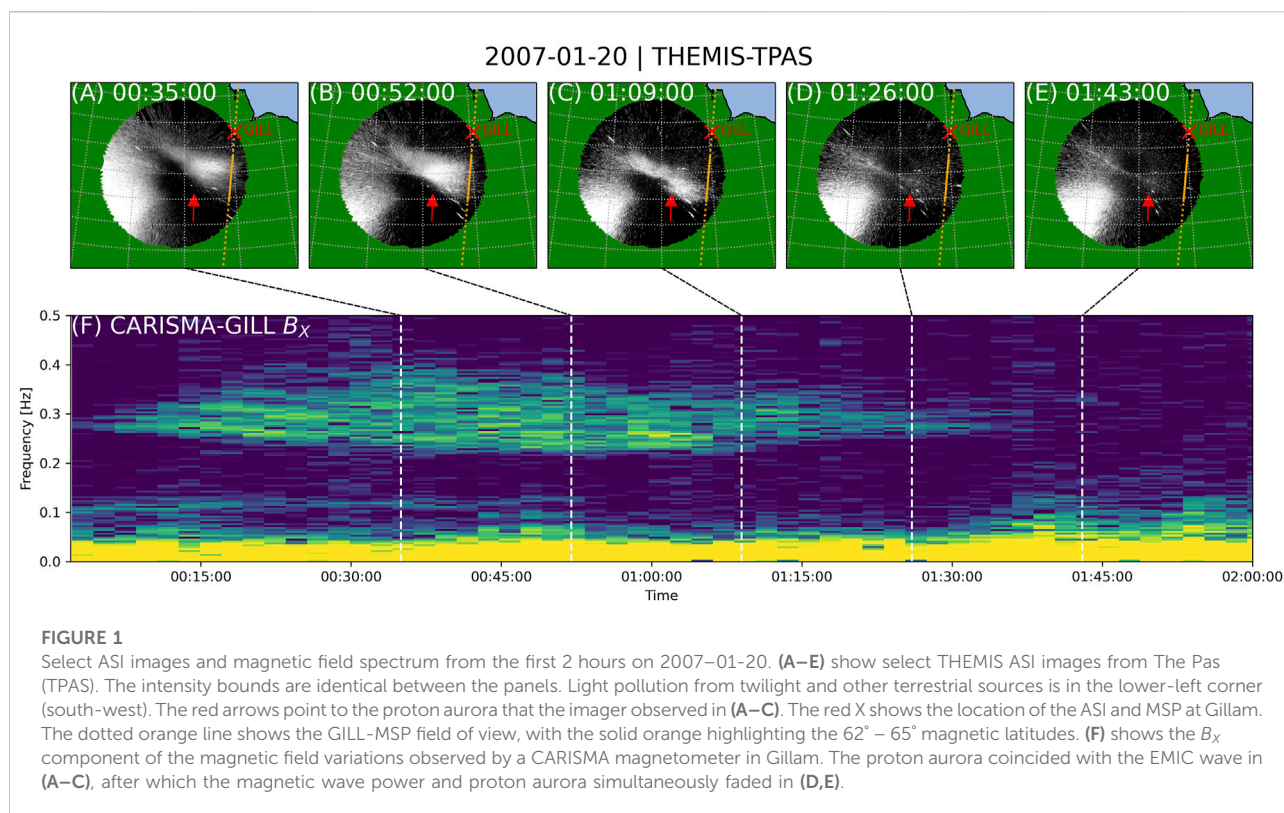 2007-01-20 | THEMIS-TPAS
(A) 00:35:00
(B) 00:52:00
(C) 01:09:00
(D) 01:26:00
(E) 01:43:00
GILL
GILL
GILL
GILL
GILL
(F) CARISMA-GILL BX
Frequency [Hz]
0.5
0.4
0.3
0.2
0.1
0.0
00:15:00
00:30:00
00:45:00
01:00:00
01:15:00
01:30:00
01:45:00
02:00:00
Time
FIGURE 1
Select ASI images and magnetic field spectrum from the first 2 hours on 2007–01-20. (A–E) show select THEMIS ASI images from The Pas
(TPAS). The intensity bounds are identical between the panels. Light pollution from twilight and other terrestrial sources is in the lower-left corner
(south-west). The red arrows point to the proton aurora that the imager observed in (A–C). The red X shows the location of the ASI and MSP at Gillam.
The dotted orange line shows the GILL-MSP field of view, with the solid orange highlighting the 62° – 65° magnetic latitudes. (F) shows the BX
component of the magnetic field variations observed by a CARISMA magnetometer in Gillam. The proton aurora coincided with the EMIC wave in
(A–C), after which the magnetic wave power and proton aurora simultaneously faded in (D,E).